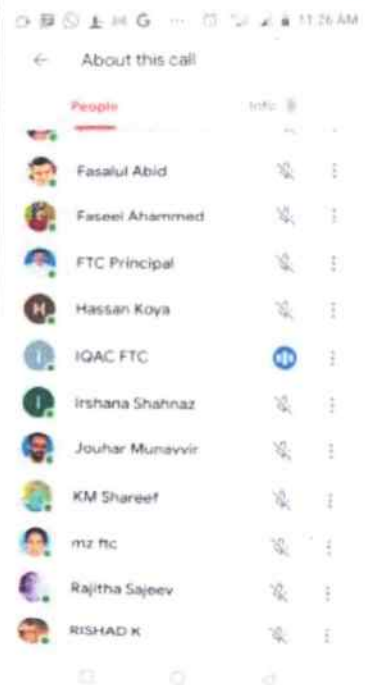 11:26 AM
About this call
People Info
Fasalul Abid
Faseel Ahammed
FTC Principal
H Hassan Koya
I IQAC FTC
I Irshana Shahnaz
Jouhar Munavvir
KM Shareef
mz ftc
Rajitha Sajeev
RISHAD K